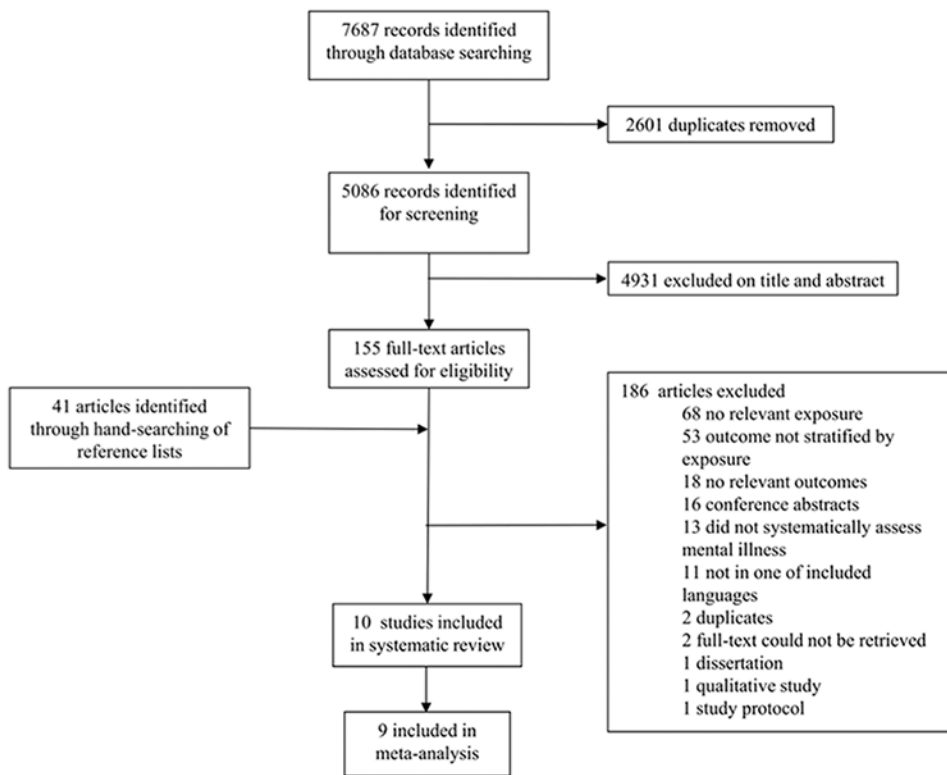 7687 records identified
through database searching
2601 duplicates removed
5086 records identified
for screening
4931 excluded on title and abstract
155 full-text articles
assessed for eligibility
41 articles identified
through hand-searching of
reference lists
186 articles excluded
68 no relevant exposure
53 outcome not stratified by
exposure
18 no relevant outcomes
16 conference abstracts
13 did not systematically assess
mental illness
11 not in one of included
languages
2 duplicates
2 full-text could not be retrieved
1 dissertation
1 qualitative study
1 study protocol
10 studies included
in systematic review
9 included in
meta-analysis